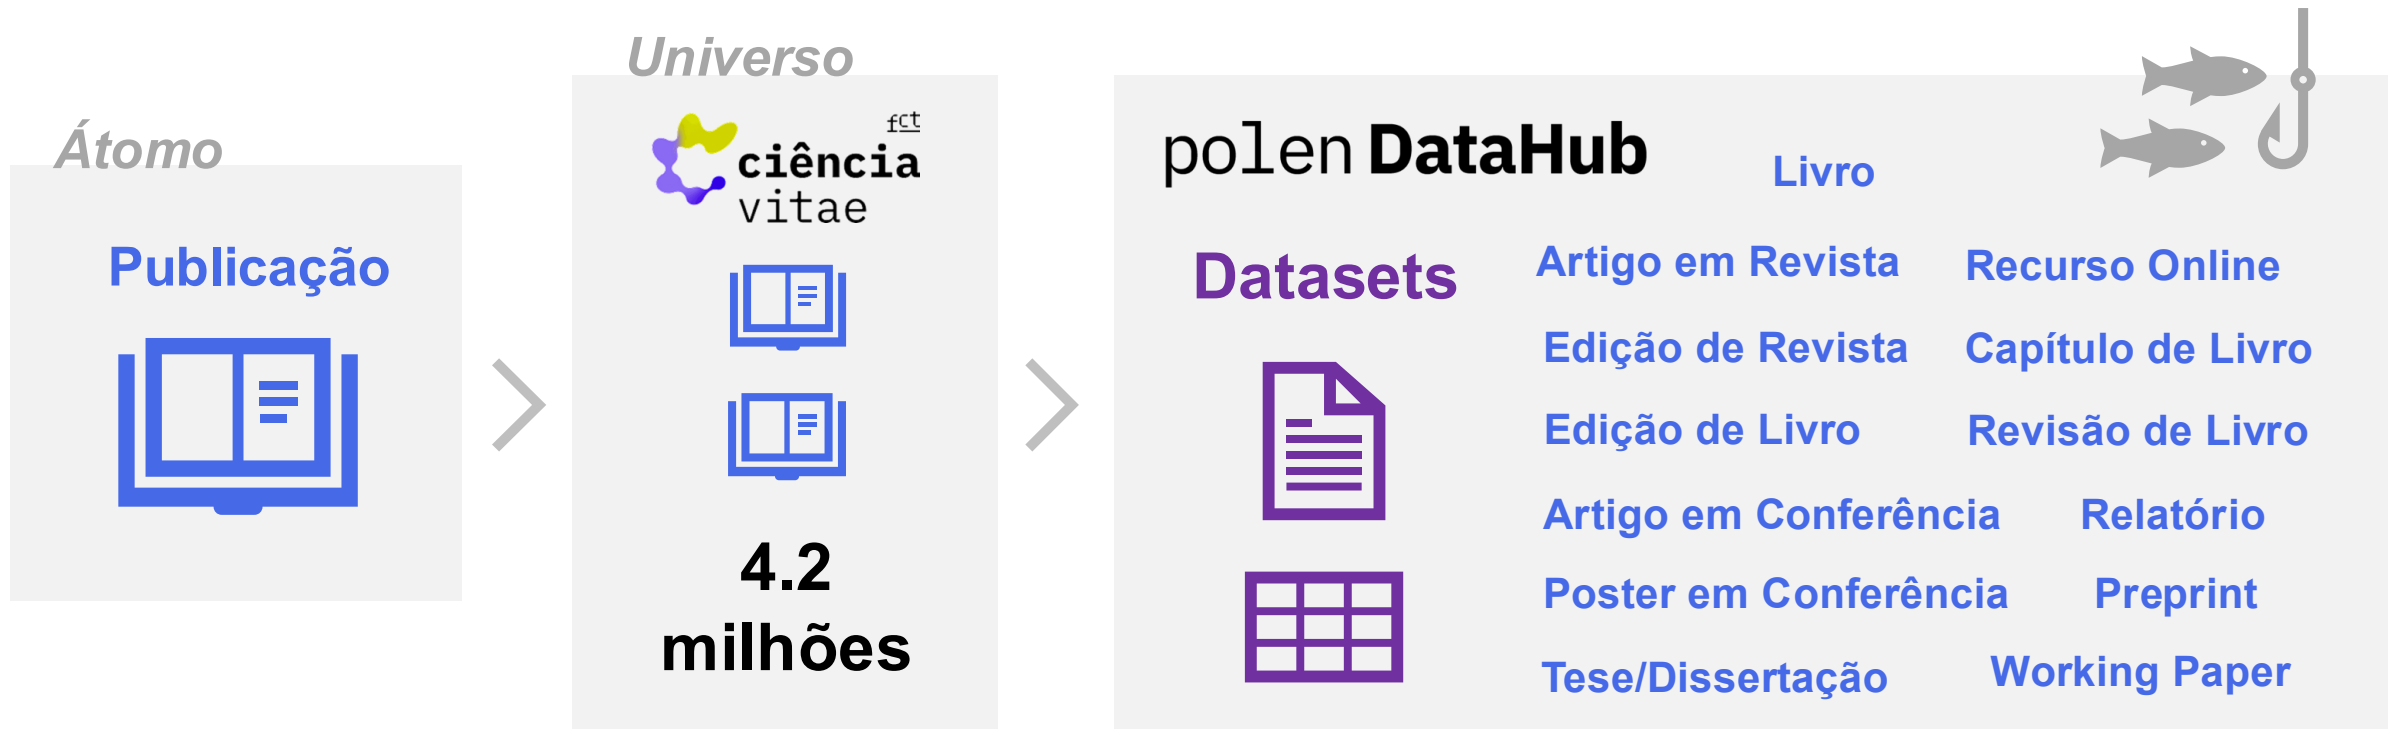 Átomo
Publicação
Universo
fct
ciência
vitae
4.2
milhões
polen DataHub
Datasets
Livro
Artigo em Revista
Recurso Online
Edição de Revista
Capítulo de Livro
Edição de Livro
Revisão de Livro
Artigo em Conferência
Relatório
Poster em Conferência
Preprint
Tese/Dissertação
Working Paper